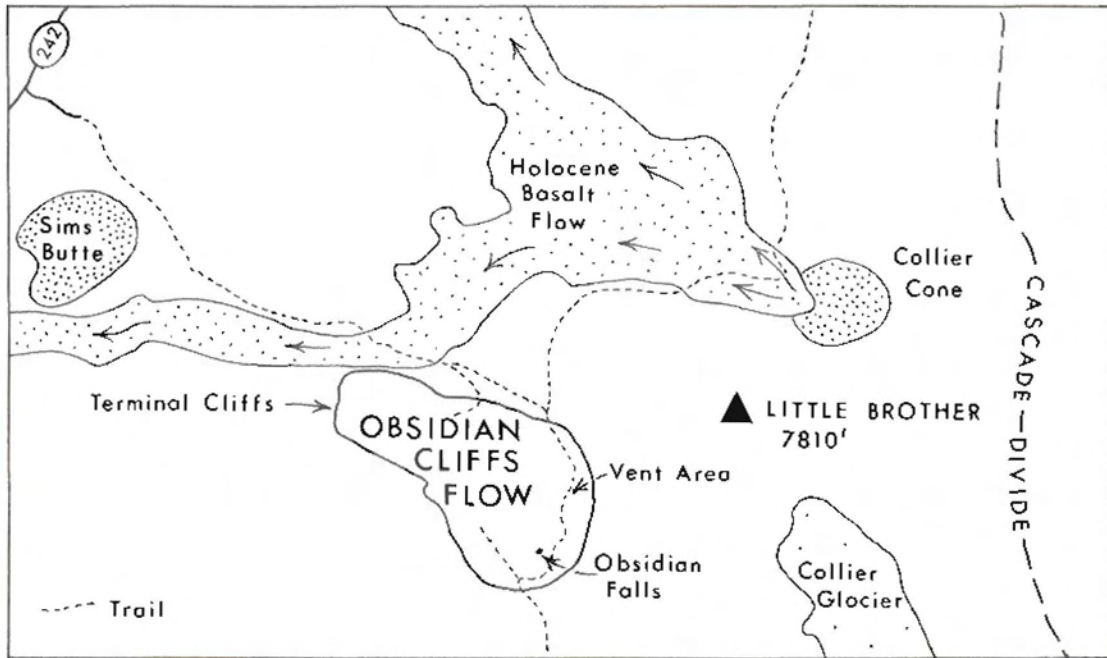 242
Holocene
Basalt
Flow
Sims
Butte
Collier
Cone
CASCADE—DIVIDE
Terminal Cliffs
OBSIDIAN
CLIFFS
FLOW
LITTLE BROTHER
7810'
Vent Area
Obsidian
Falls
Collier
Glocier
Trail